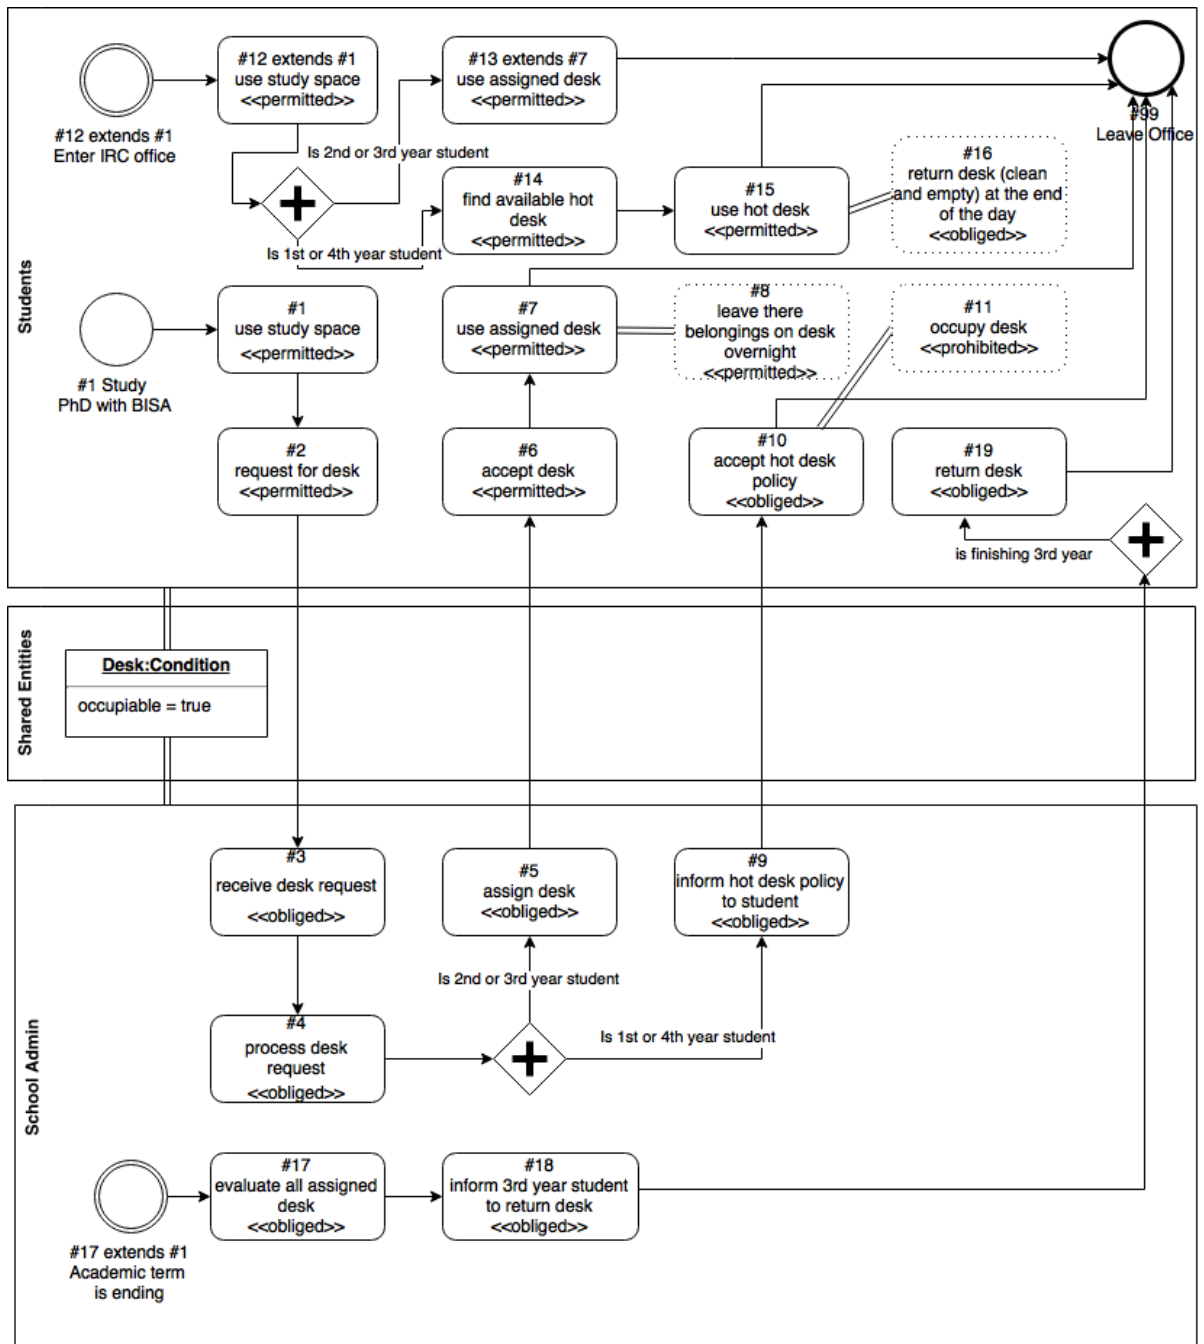 #12 extends #1
use study space
<<permitted>>
#13 extends #7
use assigned desk
<<permitted>>
#12 extends #1
Enter IRC office
#99
Leave Office
Is 2nd or 3rd year student
#14
find available hot
desk
<<permitted>>
#15
use hot desk
<<permitted>>
#16
return desk (clean
and empty) at the end
of the day
<<obliged>>
Is 1st or 4th year student
Students
#1
use study space
<<permitted>>
#7
use assigned desk
<<permitted>>
#8
leave there
belongings on desk
overnight
<<permitted>>
#11
occupy desk
<<prohibited>>
#1 Study
PhD with BISA
#2
request for desk
<<permitted>>
#6
accept desk
<<permitted>>
#10
accept hot desk
policy
<<obliged>>
#19
return desk
<<obliged>>
is finishing 3rd year
Shared Entities
Desk:Condition
occupiable = true
School Admin
#3
receive desk request
<<obliged>>
#5
assign desk
<<obliged>>
#9
inform hot desk policy
to student
<<obliged>>
Is 2nd or 3rd year student
#4
process desk
request
<<obliged>>
Is 1st or 4th year student
#17
evaluate all assigned
desk
<<obliged>>
#18
inform 3rd year student
to return desk
<<obliged>>
#17 extends #1
Academic term
is ending